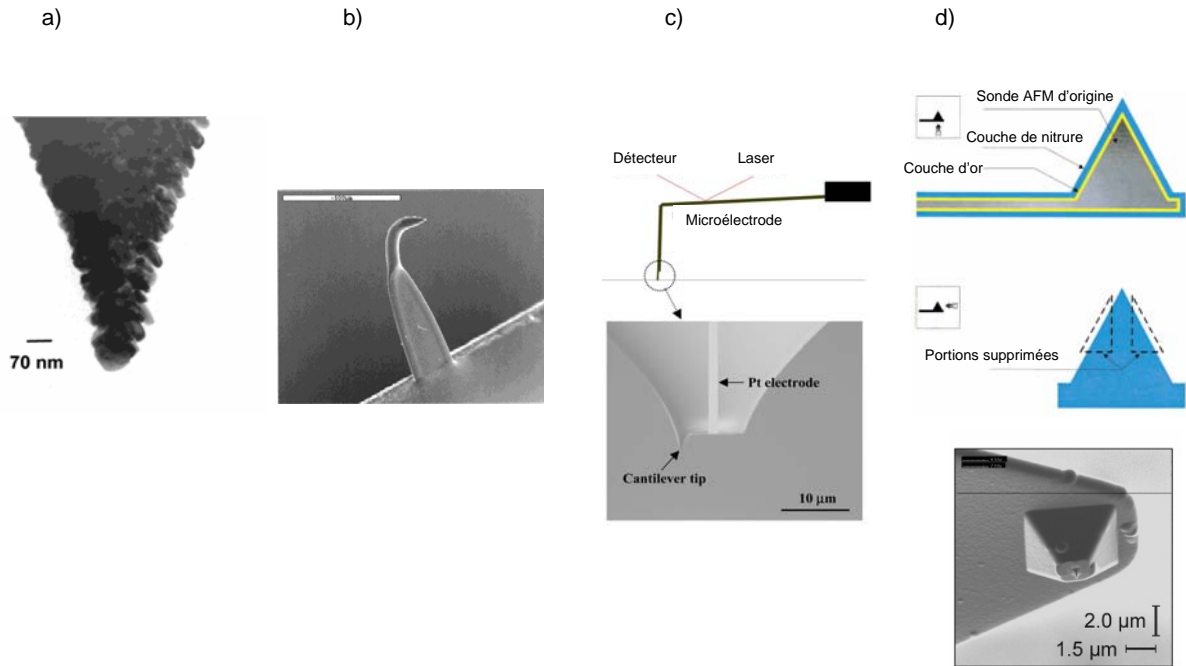 a)
b)
c)
d)
70 nm
Détecteur
Laser
Microélectrode
Pt electrode
Cantilever tip
10 µm
Sonde AFM d'origine
Couche de nitrure
Couche d'or
Portions supprimées
2.0 µm
1.5 µm